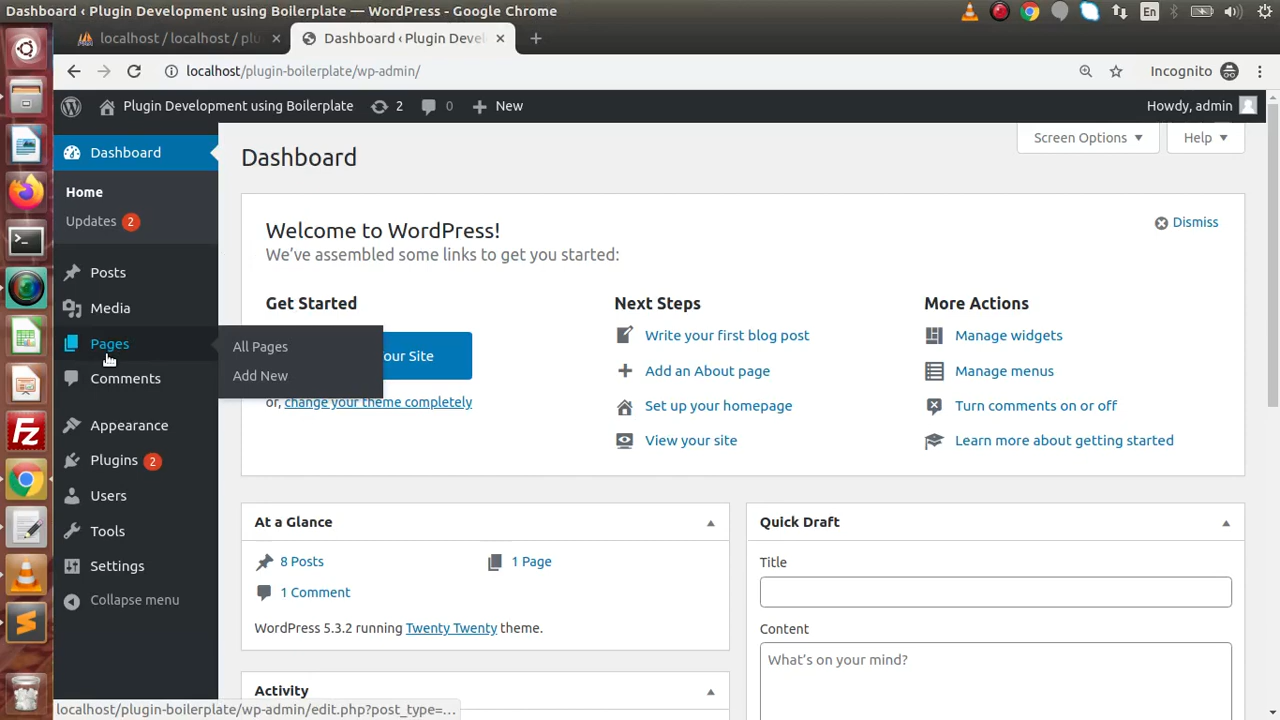 Dashboard ‹ Plugin Development using Boilerplate — WordPress - Google Chrome
En
localhost / localhost / plu
Dashboard ‹ Plugin Devel
localhost/plugin-boilerplate/wp-admin/
Incognito
Plugin Development using Boilerplate
2
0
New
Howdy, admin
Dashboard
Home
Updates 2
Posts
Media
Pages
Comments
Appearance
Plugins 2
Users
Tools
Settings
Collapse menu
All Pages
Add New
Screen Options
Help
Dashboard
Welcome to WordPress!
We’ve assembled some links to get you started:
Dismiss
Get Started
our Site
or, change your theme completely
Next Steps
Write your first blog post
Add an About page
Set up your homepage
View your site
More Actions
Manage widgets
Manage menus
Turn comments on or off
Learn more about getting started
At a Glance
8 Posts
1 Page
1 Comment
WordPress 5.3.2 running Twenty Twenty theme.
Activity
Quick Draft
Title
Content
What’s on your mind?
localhost/plugin-boilerplate/wp-admin/edit.php?post_type=...